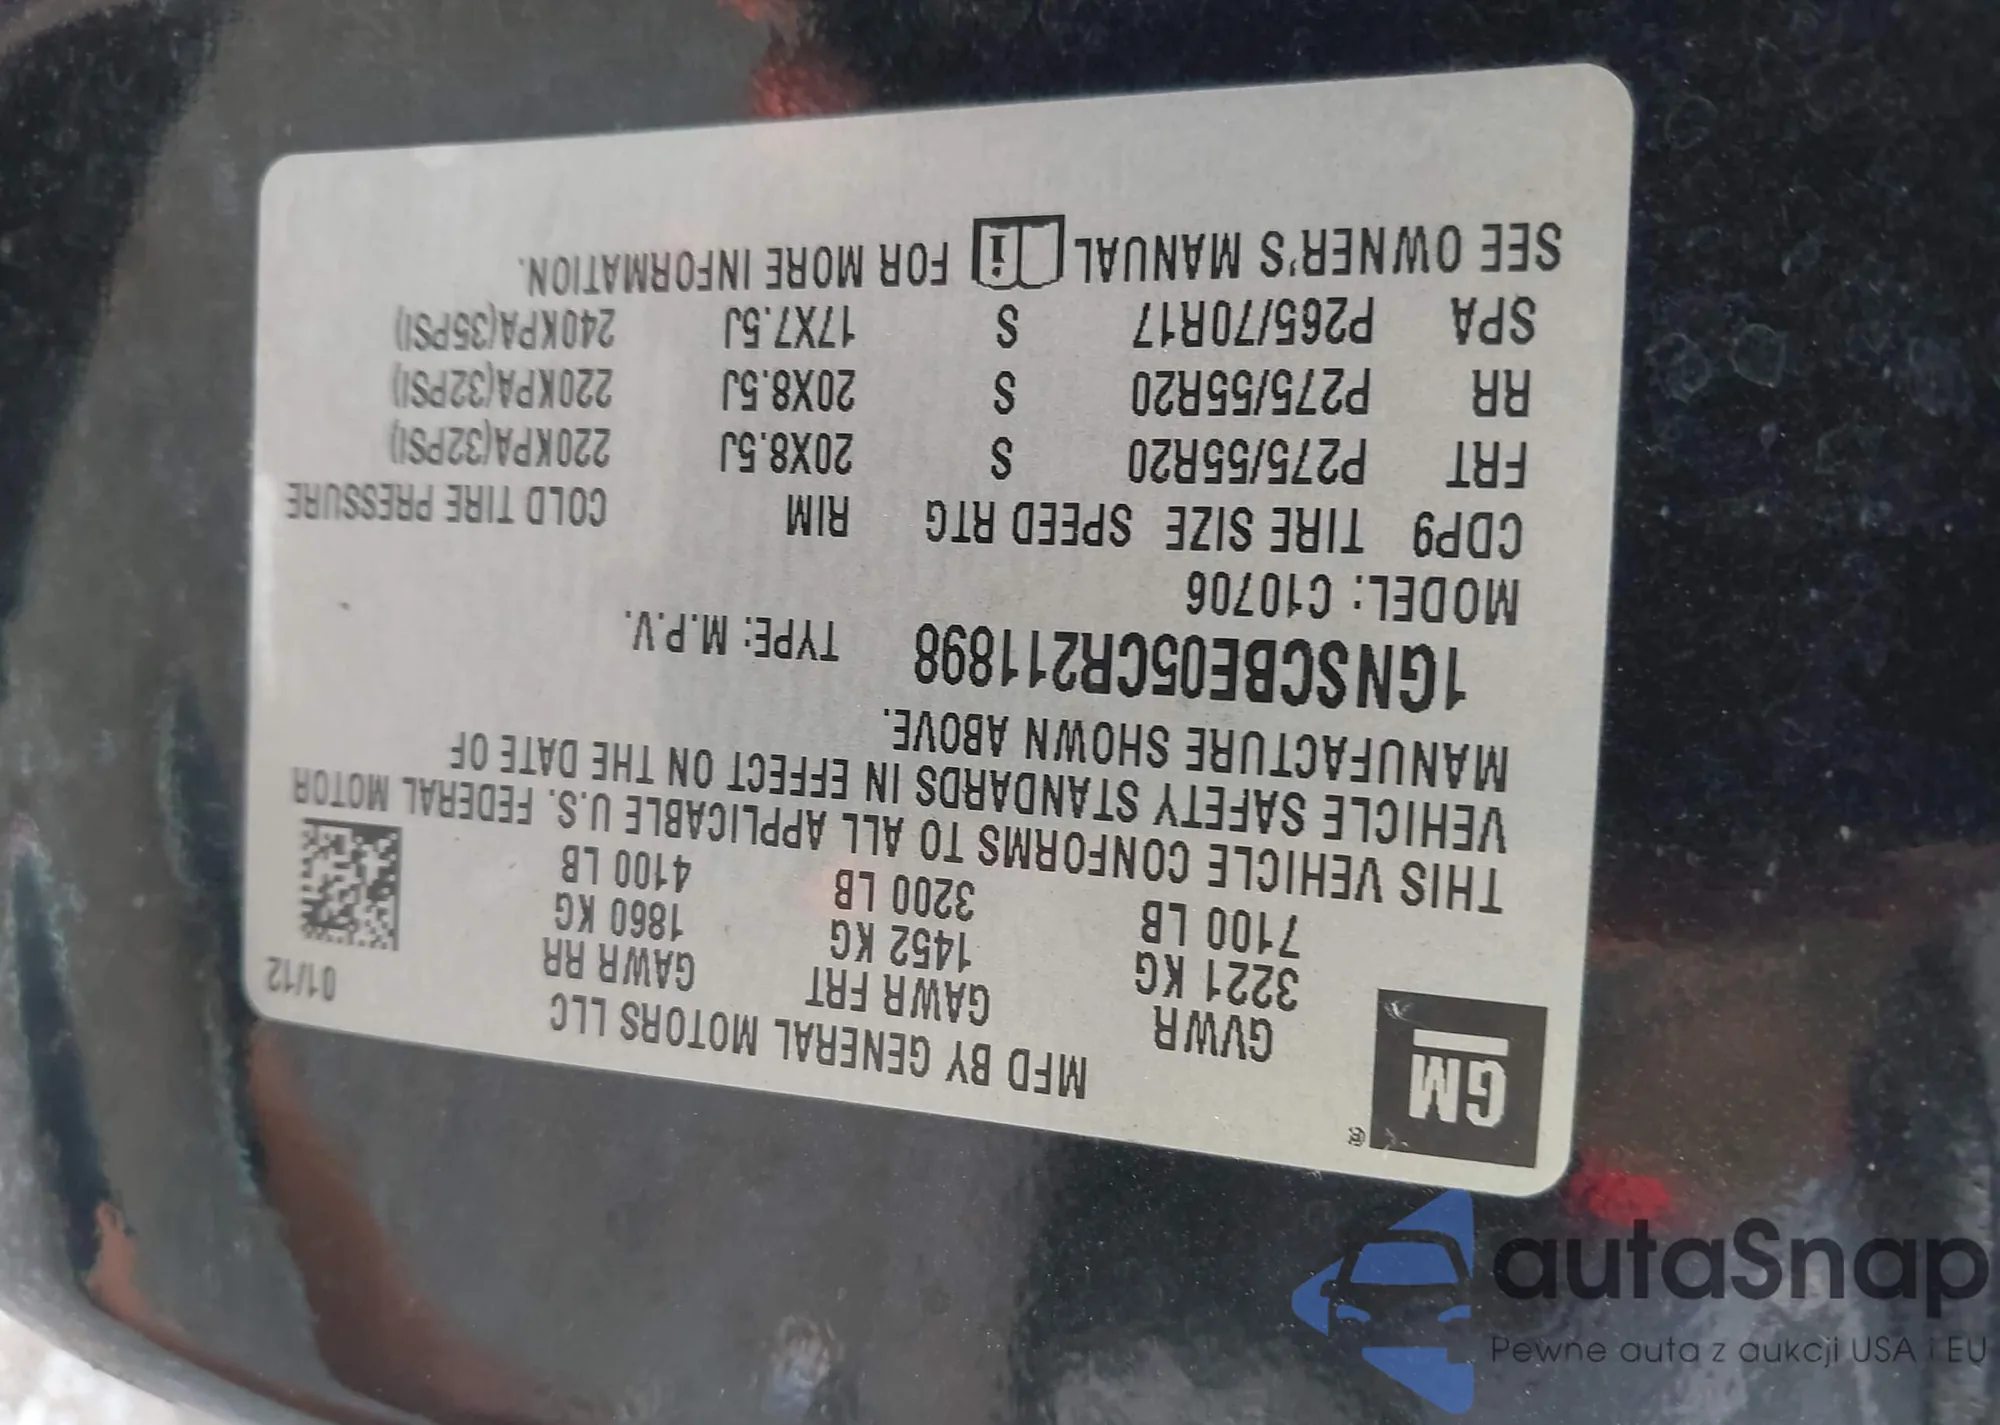 GM
®
MFD BY GENERAL MOTORS LLC
01/12
GVWR GAWR FRT GAWR RR
3221 KG 1452 KG 1860 KG
7100 LB 3200 LB 4100 LB
THIS VEHICLE CONFORMS TO ALL APPLICABLE U.S. FEDERAL MOTOR
VEHICLE SAFETY STANDARDS IN EFFECT ON THE DATE OF
MANUFACTURE SHOWN ABOVE.
1GNSCBE05CR211898 TYPE: M.P.V.
MODEL: C10706
CDP9 TIRE SIZE SPEED RTG RIM COLD TIRE PRESSURE
FRT P275/55R20 S 20X8.5J 220KPA(32PSI)
RR P275/55R20 S 20X8.5J 220KPA(32PSI)
SPA P265/70R17 S 17X7.5J 240KPA(35PSI)
SEE OWNER'S MANUAL i FOR MORE INFORMATION.
autaSnap
Pewne auta z aukcji USA i EU